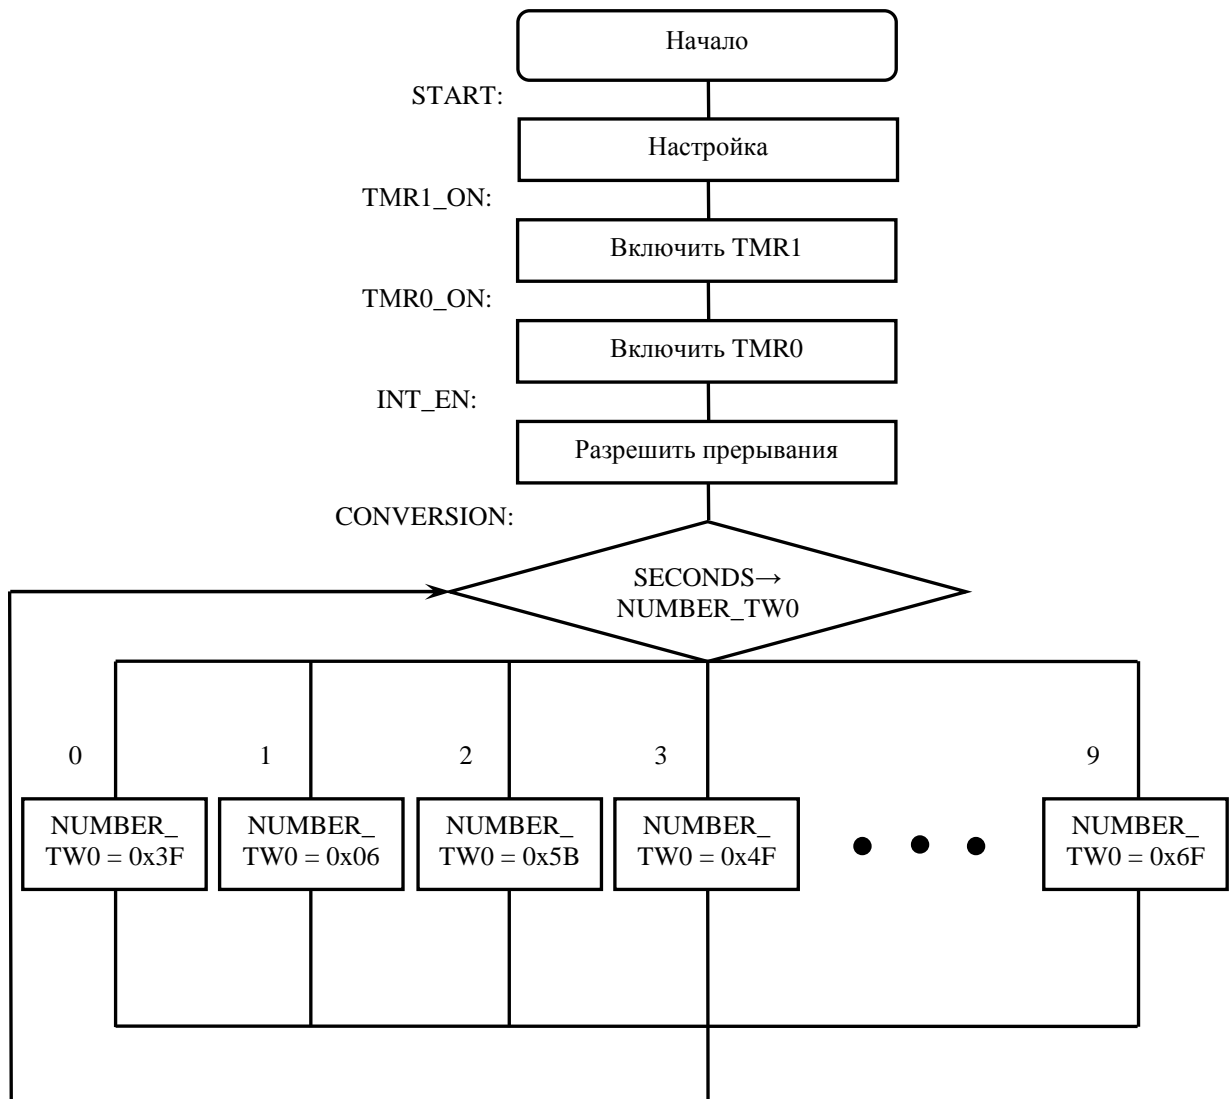 Начало
START:
Настройка
TMR1_ON:
Включить TMR1
TMR0_ON:
Включить TMR0
INT_EN:
Разрешить прерывания
CONVERSION:
SECONDS→
NUMBER_TW0
0
1
2
3
9
NUMBER_
TW0 = 0x3F
NUMBER_
TW0 = 0x06
NUMBER_
TW0 = 0x5B
NUMBER_
TW0 = 0x4F
NUMBER_
TW0 = 0x6F